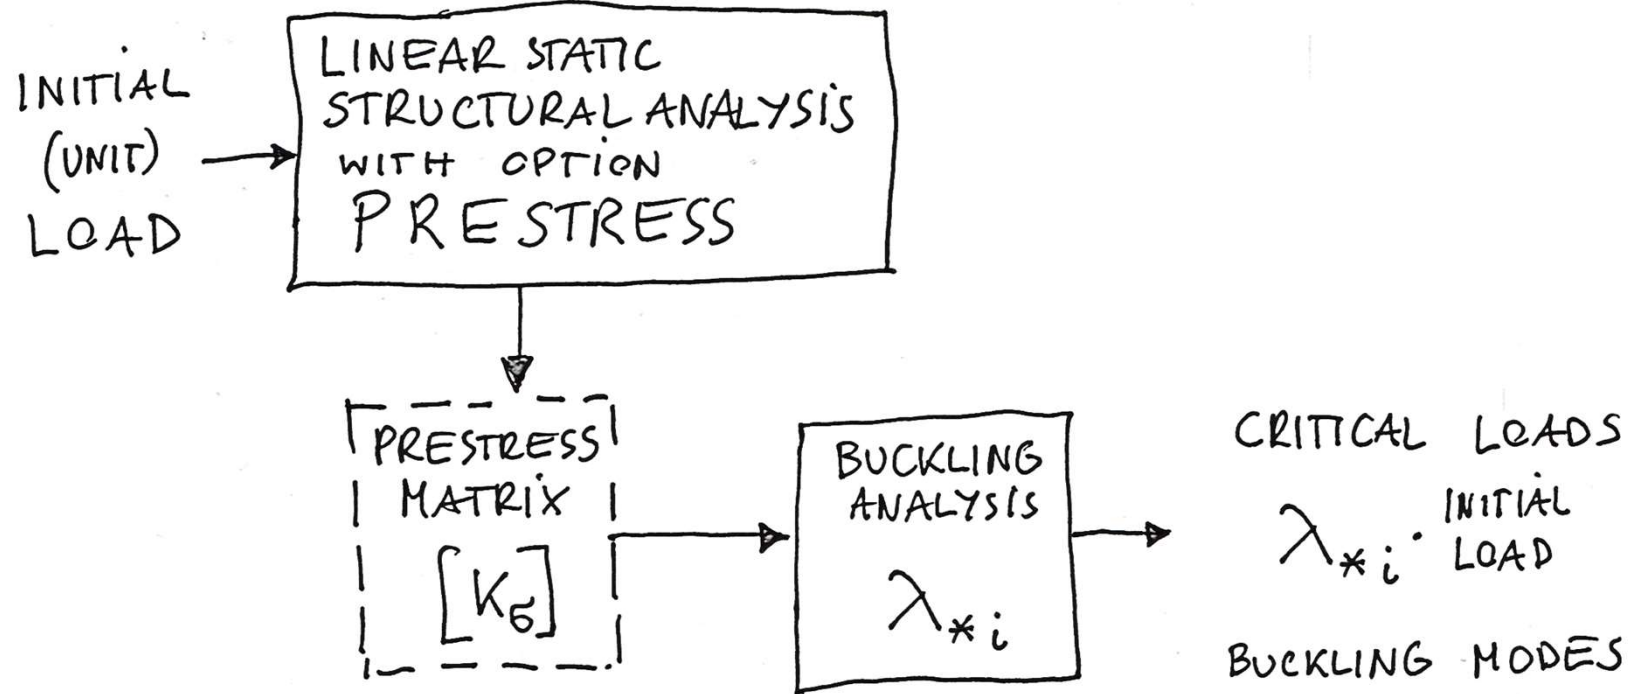 INITIAL
(UNIT)
LOAD
LINEAR STATIC
STRUCTURAL ANALYSIS
WITH OPTION
PRESTRESS
PRESTRESS
MATRIX
[Kσ]
BUCKLING
ANALYSIS
λ*i
CRITICAL LOADS
λ*i · INITIAL
LOAD
BUCKLING MODES